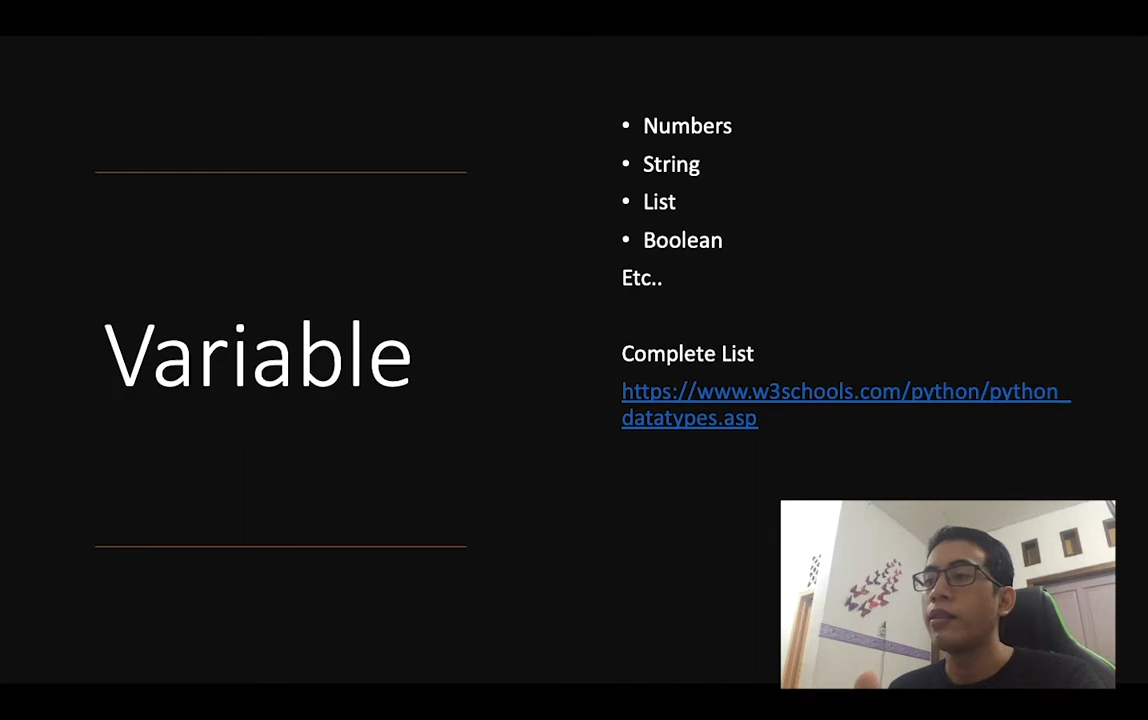 Variable
• Numbers
• String
• List
• Boolean
Etc..
Complete List
https://www.w3schools.com/python/python_
datatypes.asp